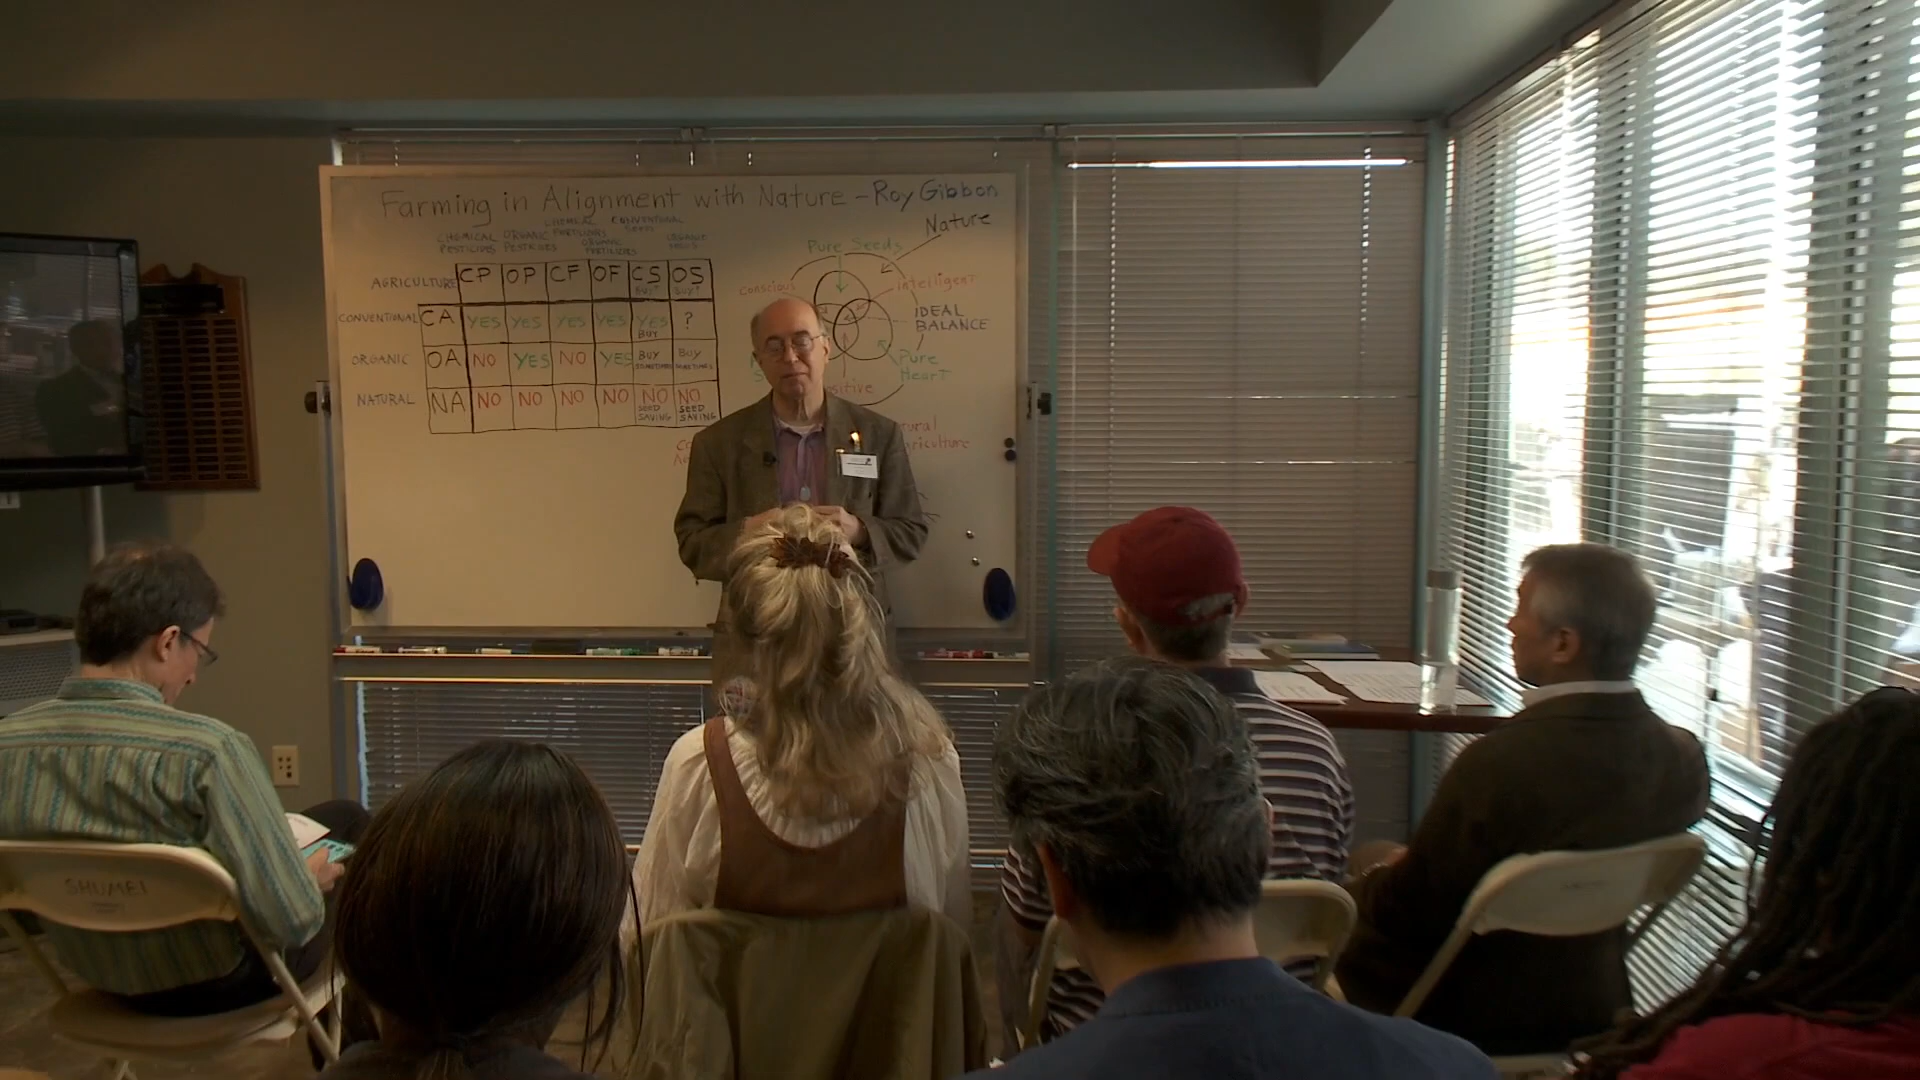 Farming in Alignment with Nature - Roy Gibbon
Nature
CHEMICAL PESTICIDES
ORGANIC PESTICIDES
CHEMICAL FERTILIZERS
ORGANIC FERTILIZERS
CONVENTIONAL SEEDS
ORGANIC SEEDS
AGRICULTURE CP OP CF OF CS BUY? OS BUY?
CONVENTIONAL CA YES YES YES YES YES BUY ?
ORGANIC OA NO YES NO YES BUY SOMETIMES BUY SOMETIMES
NATURAL NA NO NO NO NO NO SEED SAVING NO SEED SAVING
Pure Seeds
Conscious
intelligent
IDEAL
BALANCE
Pure
Heart
SHUMEI